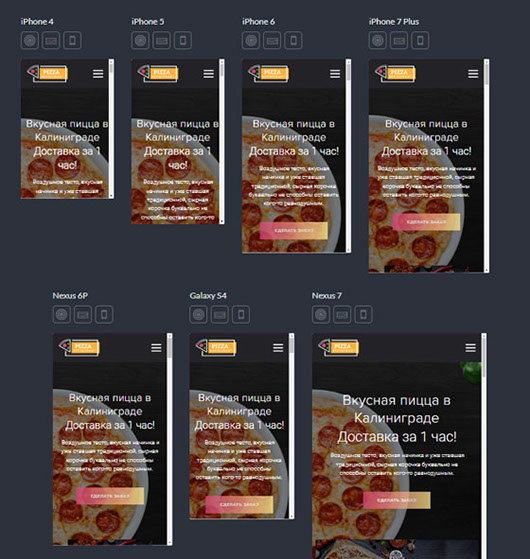 iPhone 4
iPhone 5
iPhone 6
iPhone 7 Plus
PIZZA
PIZZA
PIZZA
PIZZA
Вкусная пицца в
Калининграде
Доставка за 1
час!
Воздушное тесто, вкусная
начинка и уже ставшая
Вкусная пицца в
Калининграде
Доставка за 1
час!
Воздушное тесто, вкусная
начинка и уже ставшая
традиционной, сырная
корочка буквально не
способны оставить кого-то
Вкусная пицца в
Калининграде
Доставка за 1 час!
Воздушное тесто, вкусная
начинка и уже ставшая
традиционной, сырная корочка
буквально не способны оставить
кого-то равнодушным.
СДЕЛАТЬ ЗАКАЗ
Вкусная пицца в
Калининграде
Доставка за 1 час!
Воздушное тесто, вкусная начинка и
уже ставшая традиционной, сырная
корочка буквально не способны
оставить кого-то равнодушным.
СДЕЛАТЬ ЗАКАЗ
Nexus 6P
Galaxy S4
Nexus 7
PIZZA
PIZZA
PIZZA
Вкусная пицца в
Калининграде
Доставка за 1 час!
Воздушное тесто, вкусная начинка и
уже ставшая традиционной, сырная
корочка буквально не способны
оставить кого-то равнодушным.
СДЕЛАТЬ ЗАКАЗ
Вкусная пицца в
Калининграде
Доставка за 1 час!
Воздушное тесто, вкусная
начинка и уже ставшая
традиционной, сырная корочка
буквально не способны оставить
кого-то равнодушным.
СДЕЛАТЬ ЗАКАЗ
Вкусная пицца в
Калининграде
Доставка за 1 час!
Воздушное тесто, вкусная начинка и уже ставшая
традиционной, сырная корочка буквально не
способны оставить кого-то равнодушным.
СДЕЛАТЬ ЗАКАЗ